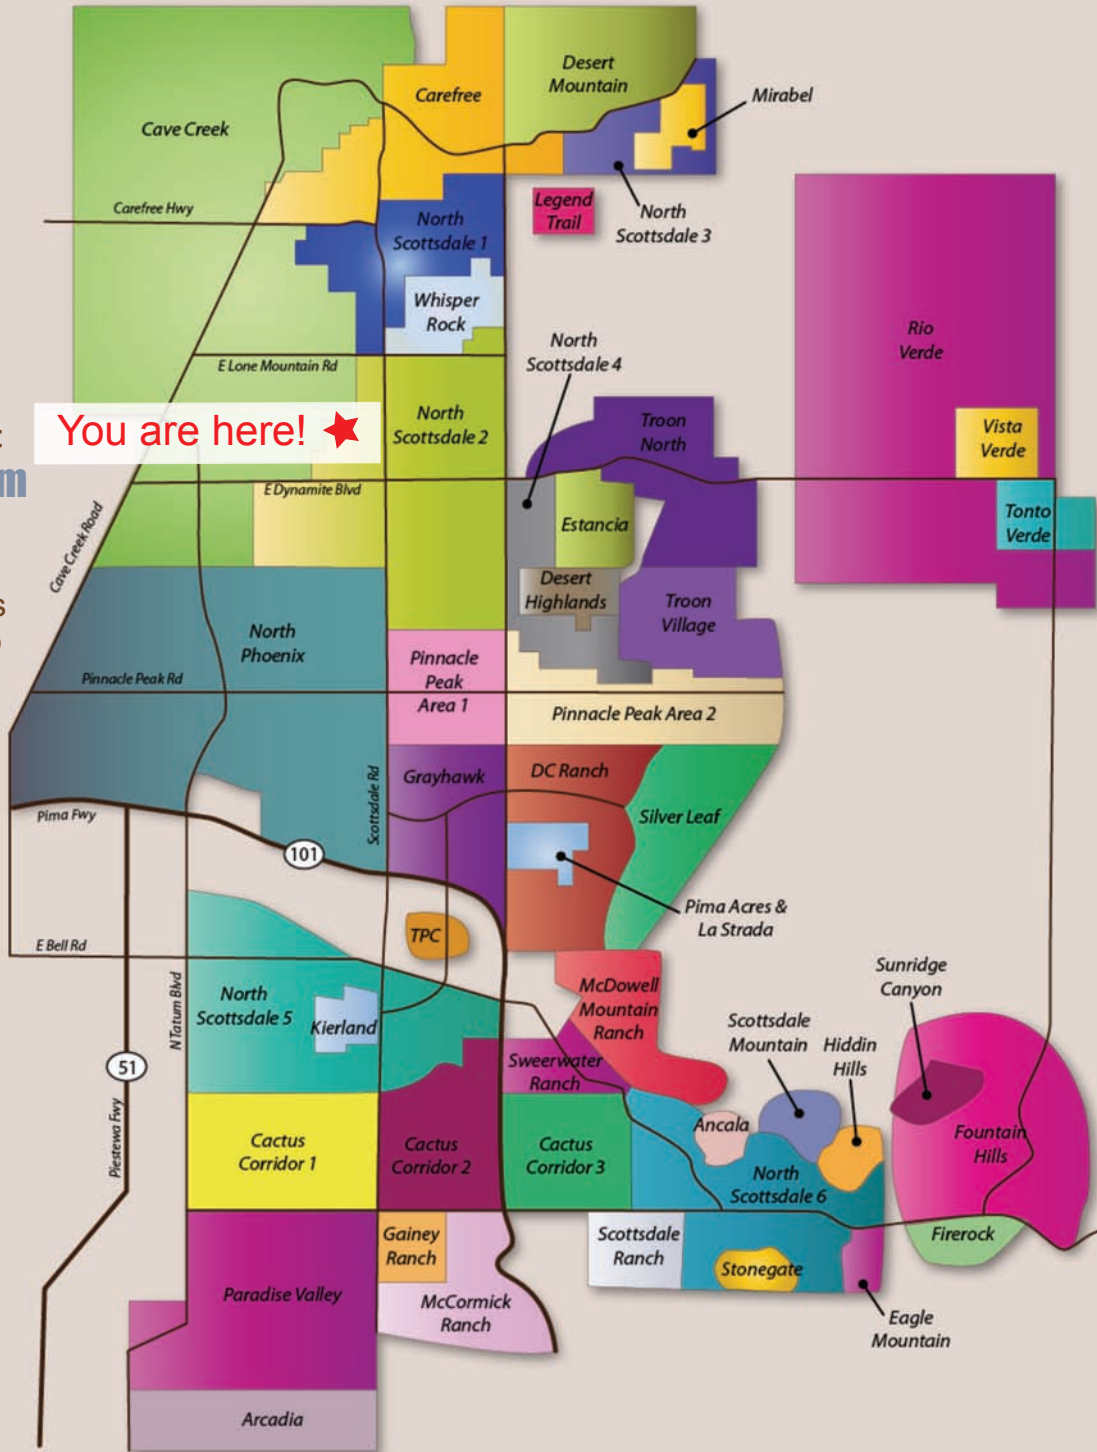 Desert
Mountain
Carefree
Mirabel
Cave Creek
Carefree Hwy
Legend
Trail
North
Scottsdale 3
North
Scottsdale 1
Whisper
Rock
Rio
Verde
North
Scottsdale 4
E Lone Mountain Rd
You are here!
North
Scottsdale 2
Troon
North
Vista
Verde
:
m
E Dynamite Blvd
Estancia
Tonto
Verde
Cave Creek Road
Desert
Highlands
Troon
Village
s
North
Phoenix
Pinnacle
Peak
Area 1
Pinnacle Peak Rd
Pinnacle Peak Area 2
Grayhawk
DC Ranch
Silver Leaf
Scottsdale Rd
Pima Fwy
101
Pima Acres &
La Strada
TPC
E Bell Rd
McDowell
Mountain
Ranch
Sunridge
Canyon
North
Scottsdale 5
Kierland
N Tatum Blvd
Scottsdale
Mountain
Hiddin
Hills
51
Sweerwater
Ranch
Piestewa Fwy
Ancala
Cactus
Corridor 1
Cactus
Corridor 2
Cactus
Corridor 3
North
Scottsdale 6
Fountain
Hills
Gainey
Ranch
Scottsdale
Ranch
Firerock
Stonegate
Paradise Valley
McCormick
Ranch
Eagle
Mountain
Arcadia